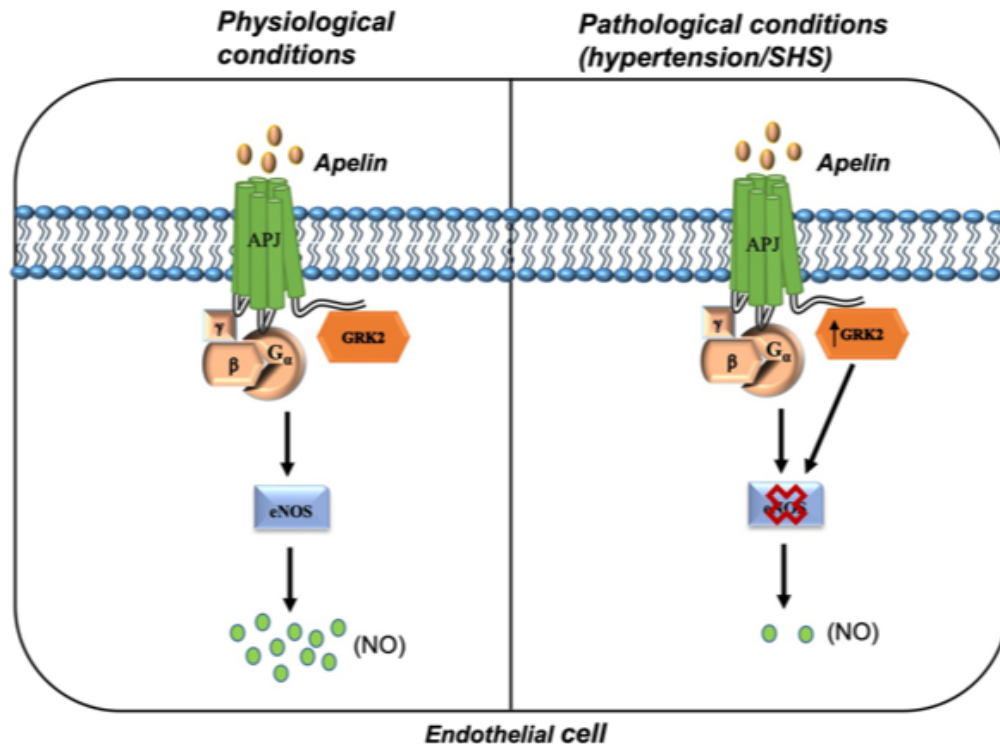 Physiological
conditions
Pathological conditions
(hypertension/SHS)
Apelin
APJ
γ
β
Gα
GRK2
eNOS
(NO)
Apelin
APJ
γ
β
Gα
↑GRK2
eNOS
(NO)
Endothelial cell